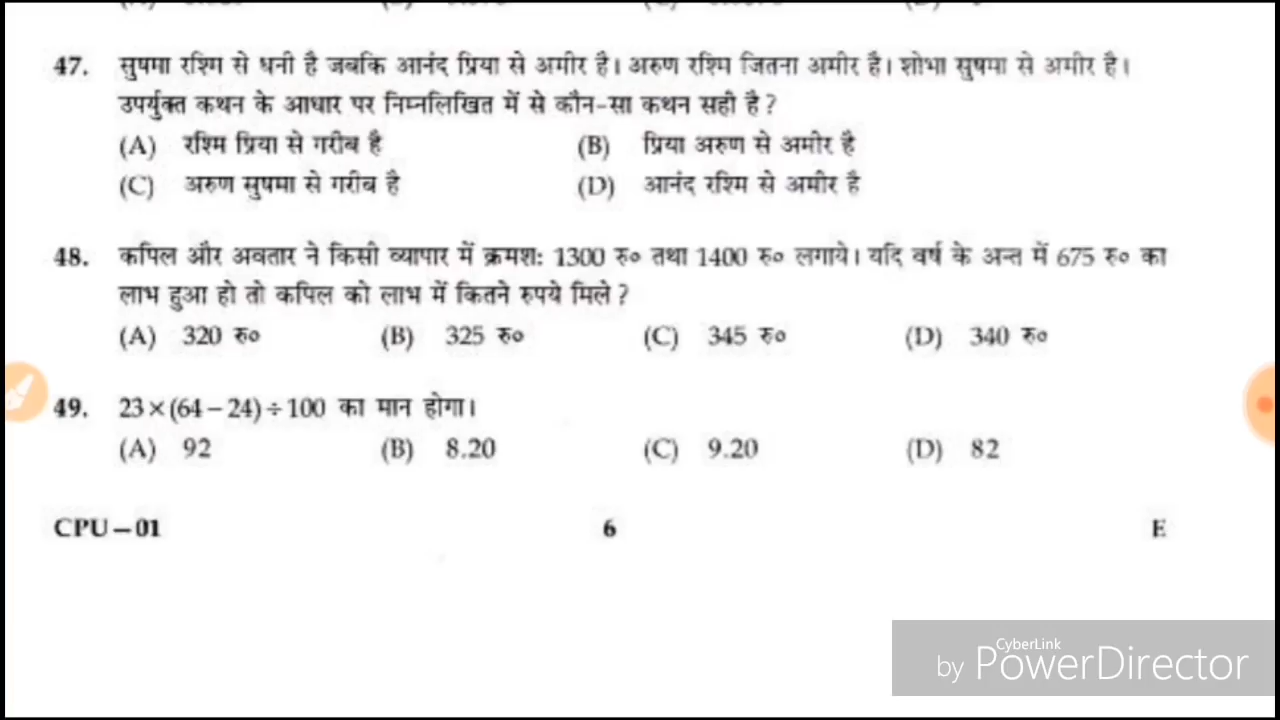 47. सुषमा रश्मि से धनी है जबकि आनंद प्रिया से अमीर है। अरुण रश्मि जितना अमीर है। शोभा सुषमा से अमीर है।
उपर्युक्त कथन के आधार पर निम्नलिखित में से कौन-सा कथन सही है?
(A) रश्मि प्रिया से गरीब है (B) प्रिया अरुण से अमीर है
(C) अरुण सुषमा से गरीब है (D) आनंद रश्मि से अमीर है
48. कपिल और अवतार ने किसी व्यापार में क्रमश: 1300 रु० तथा 1400 रु० लगाये। यदि वर्ष के अन्त में 675 रु० का
लाभ हुआ हो तो कपिल को लाभ में कितने रुपये मिले?
(A) 320 रु० (B) 325 रु० (C) 345 रु० (D) 340 रु०
49. 23×(64−24)÷100 का मान होगा।
(A) 92 (B) 8.20 (C) 9.20 (D) 82
CPU−01 6 E
CyberLink
by PowerDirector